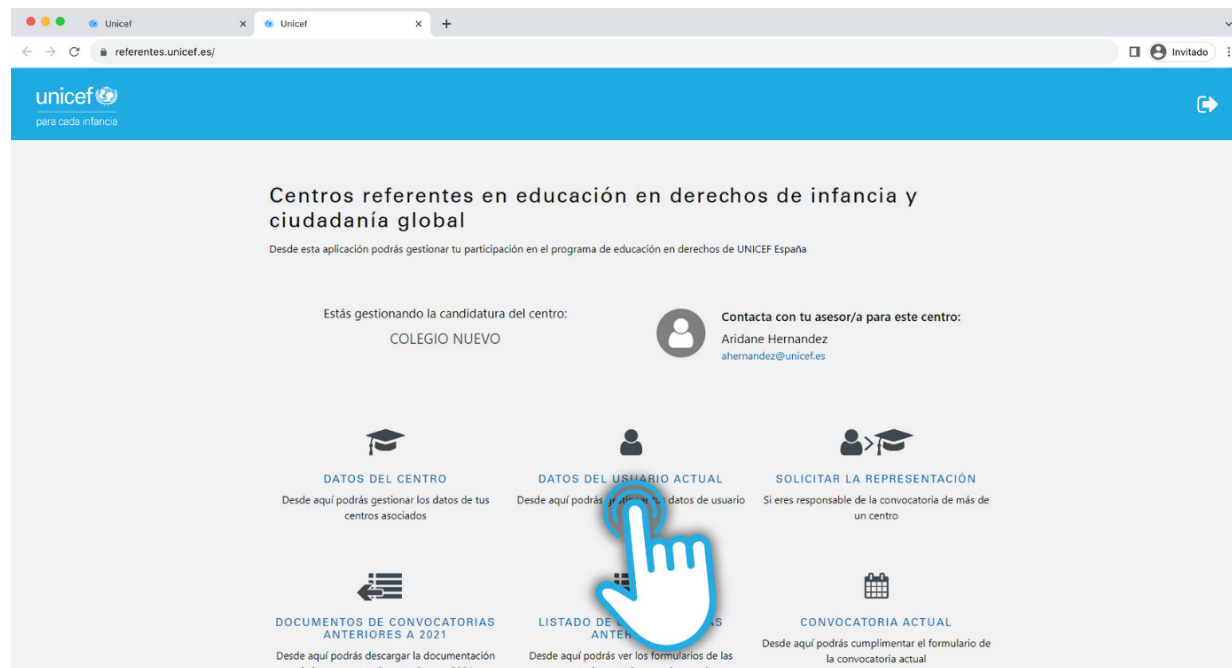 Unicef
Unicef
referentes.unicef.es/
Invitado
unicef
para cada infancia
Centros referentes en educación en derechos de infancia y
ciudadanía global
Desde esta aplicación podrás gestionar tu participación en el programa de educación en derechos de UNICEF España
Estás gestionando la candidatura del centro:
COLEGIO NUEVO
Contacta con tu asesor/a para este centro:
Aridane Hernandez
ahernandez@unicef.es
DATOS DEL CENTRO
Desde aquí podrás gestionar los datos de tus
centros asociados
DATOS DEL USUARIO ACTUAL
Desde aquí podrás gestionar tus datos de usuario
SOLICITAR LA REPRESENTACIÓN
Si eres responsable de la convocatoria de más de
un centro
DOCUMENTOS DE CONVOCATORIAS
ANTERIORES A 2021
Desde aquí podrás descargar la documentación
LISTADO DE
Desde aquí podrás ver los formularios de las
CONVOCATORIA ACTUAL
Desde aquí podrás cumplimentar el formulario de
la convocatoria actual